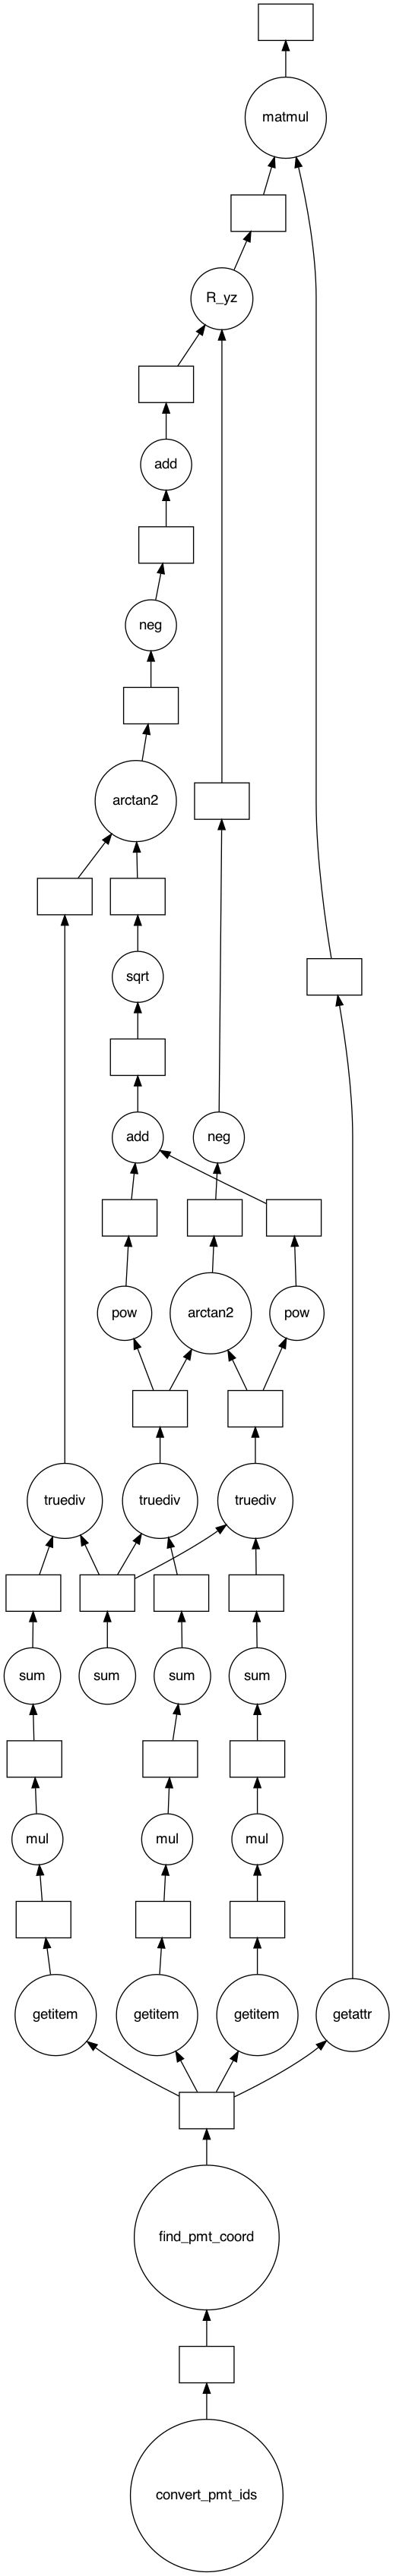 matmul
R_yz
add
neg
arctan2
sqrt
add
neg
pow
arctan2
pow
truediv
truediv
truediv
sum
sum
sum
sum
mul
mul
mul
getitem
getitem
getitem
getattr
find_pmt_coord
convert_pmt_ids